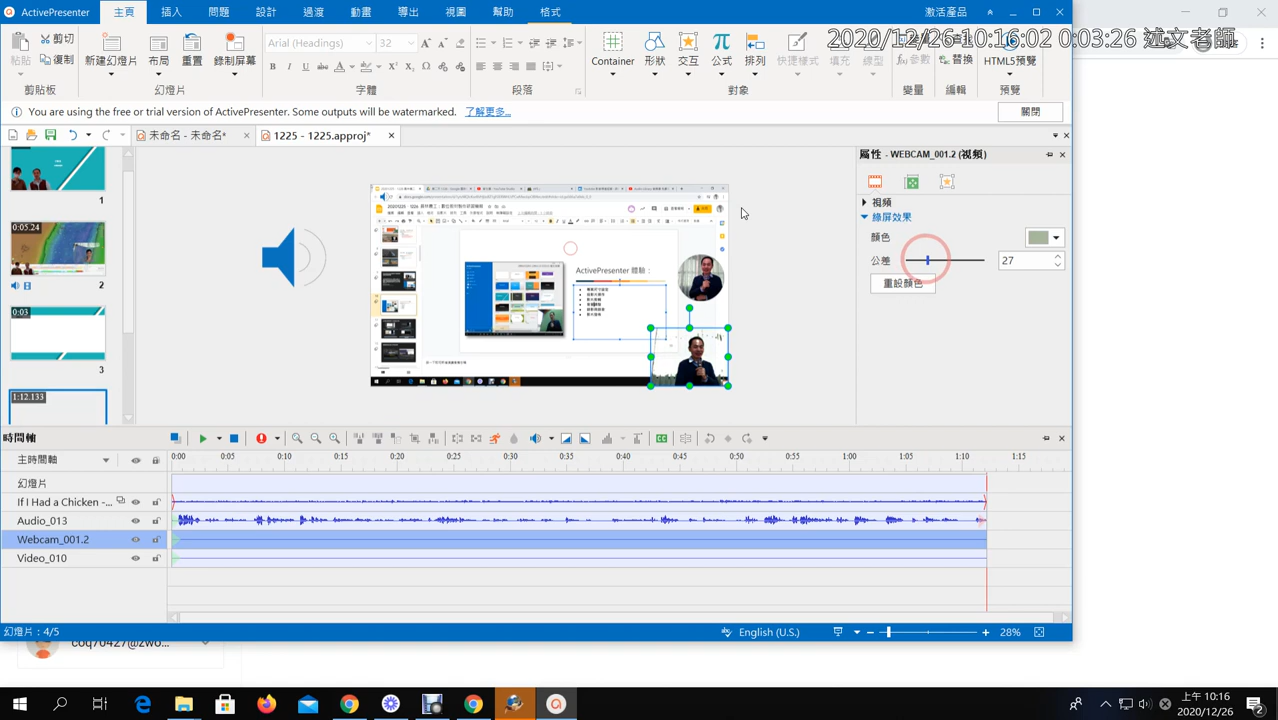 ActivePresenter 主頁 插入 問題 設計 過渡 動畫 導出 視圖 幫助 格式 激活產品
2020/12/26 10:16:02 0:03:26 述文老師
粘貼 剪切 複製 新建幻燈片 布局 重置 錄制屏幕 Arial (Headings) 32 Container 形狀 交互 公式 排列 快捷樣式 填充 線型 f(x) 參數 替換 HTML5預覽
剪貼板 幻燈片 字體 段落 對象 變量 編輯 預覽
You are using the free or trial version of ActivePresenter. Some outputs will be watermarked. 了解更多... 關閉
未命名 - 未命名* 1225 - 1225.approj*
屬性 - WEBCAM_001.2 (視頻)
視頻
綠屏效果
顏色
公差 27
重設顏色
1
0:05.24
2
0:03
3
1:12.133
ActivePresenter 體驗：
時間軸
主時間軸 0:00 0:05 0:10 0:15 0:20 0:25 0:30 0:35 0:40 0:45 0:50 0:55 1:00 1:05 1:10 1:15
幻燈片
If I Had a Chicken -...
Audio_013
Webcam_001.2
Video_010
幻燈片：4/5 English (U.S.) 28%
coq70427@zwo...
上午 10:16
2020/12/26
2